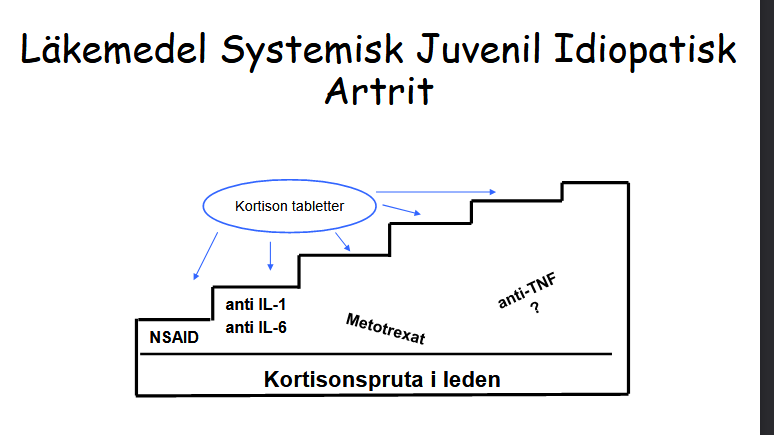 Läkemedel Systemisk Juvenil Idiopatisk
Artrit
Kortison tabletter
anti IL-1
anti IL-6
NSAID
Metotrexat
anti-TNF
?
Kortisonspruta i leden